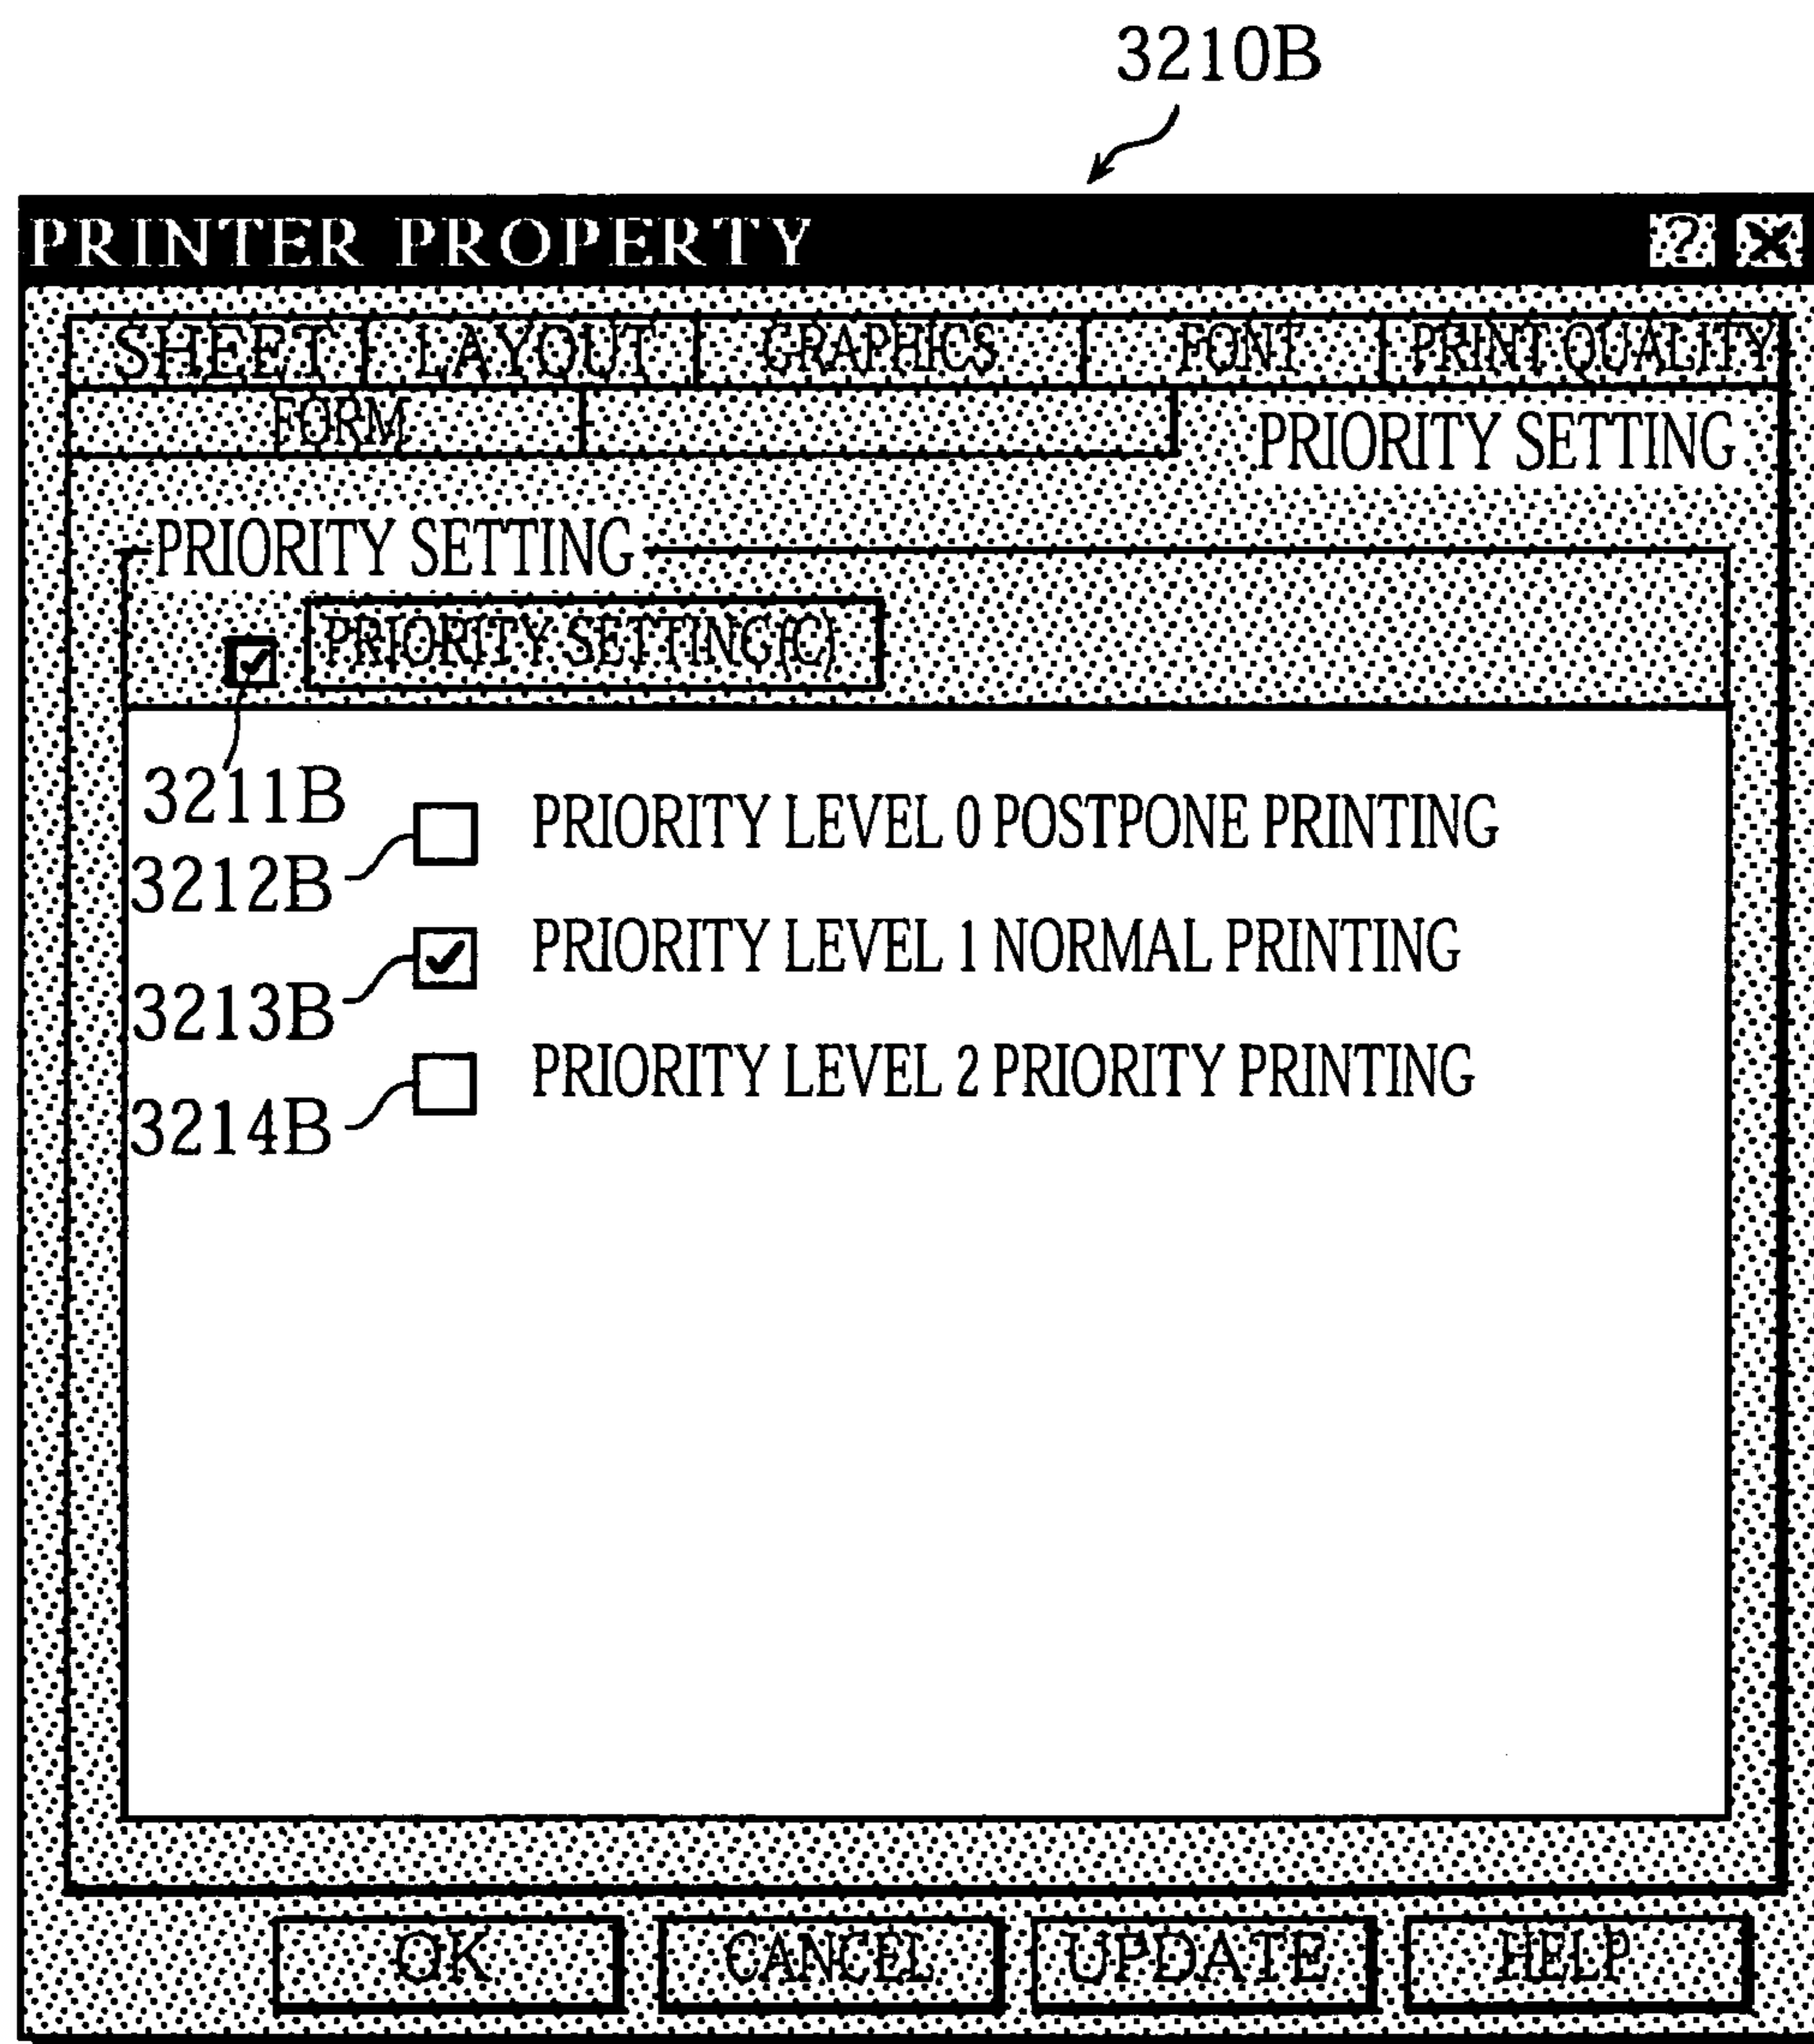 3210B
PRINTER PROPERTY ? X
SHEET LAYOUT GRAPHICS FONT PRINT QUALITY
FORM PRIORITY SETTING
PRIORITY SETTING
PRIORITY SETTING(C)
3211B
PRIORITY LEVEL 0 POSTPONE PRINTING
3212B
PRIORITY LEVEL 1 NORMAL PRINTING
3213B
PRIORITY LEVEL 2 PRIORITY PRINTING
3214B
OK CANCEL UPDATE HELP